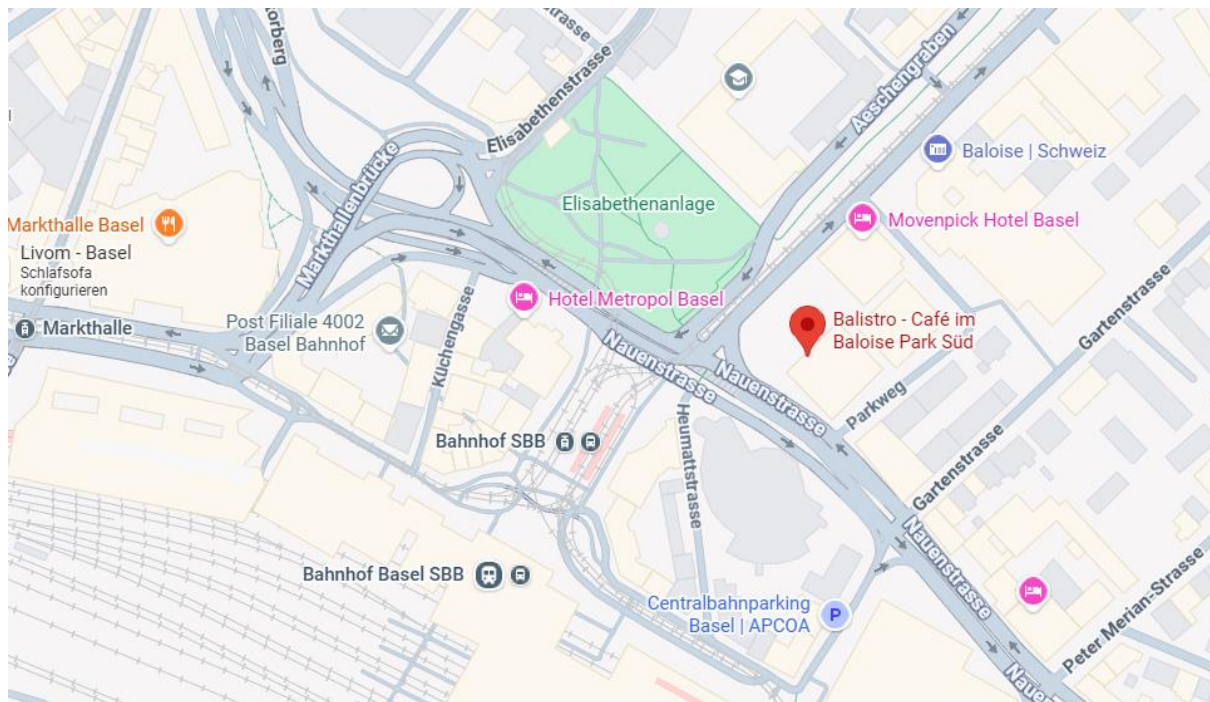 Elisabethenstrasse
Aeschengraben
Baloise | Schweiz
Elisabethenanlage
Movenpick Hotel Basel
Markthallenbrücke
Markthalle Basel
Livom - Basel
Schlafsofa
konfigurieren
Hotel Metropol Basel
Markthalle
Post Filiale 4002
Basel Bahnhof
Küchengasse
Nauenstrasse
Nauenstrasse
Balistro - Café im
Baloise Park Süd
Gartenstrasse
Parkweg
Heumattstrasse
Bahnhof SBB
Gartenstrasse
Nauenstrasse
Bahnhof Basel SBB
Centralbahnparking
Basel | APCOA
P
Peter Merian-Strasse